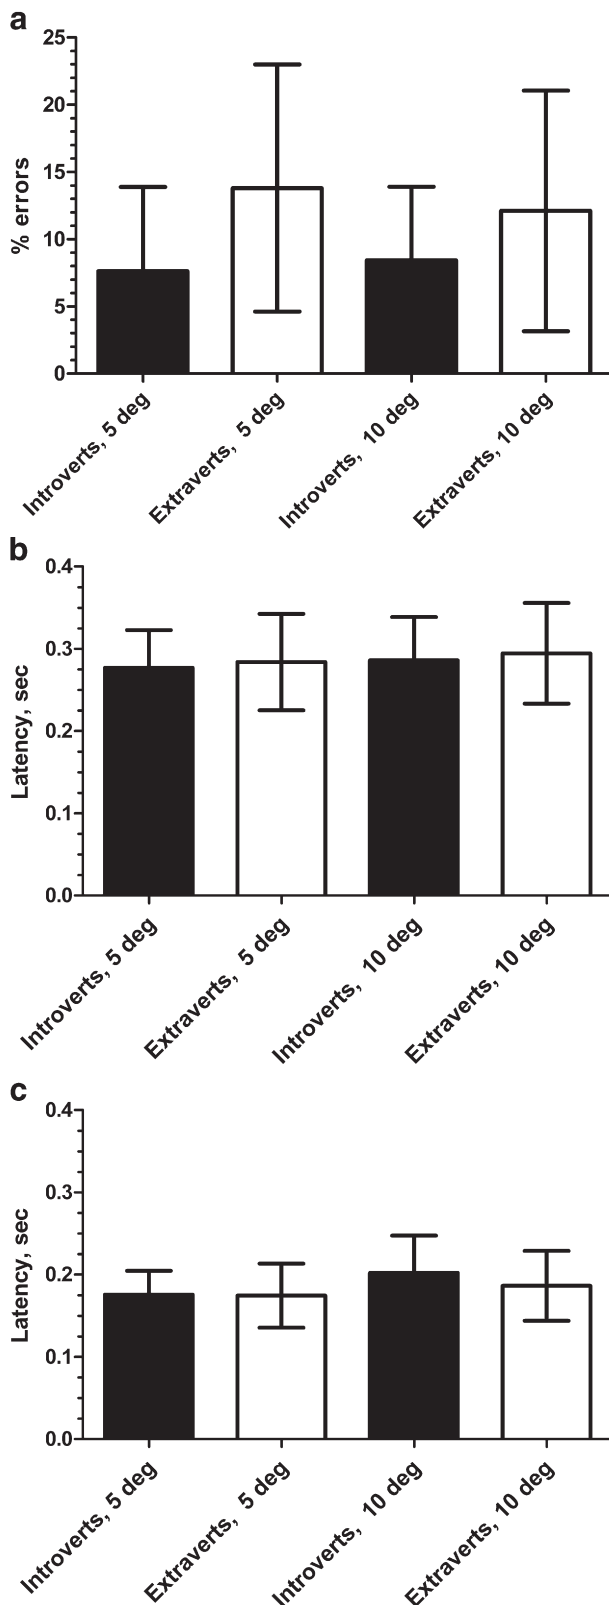 a
25
20
15
10
5
0
% errors
Introverts, 5 deg
Extraverts, 5 deg
Introverts, 10 deg
Extraverts, 10 deg
b
0.4
0.3
0.2
0.1
0.0
Latency, sec
Introverts, 5 deg
Extraverts, 5 deg
Introverts, 10 deg
Extraverts, 10 deg
c
0.4
0.3
0.2
0.1
0.0
Latency, sec
Introverts, 5 deg
Extraverts, 5 deg
Introverts, 10 deg
Extraverts, 10 deg